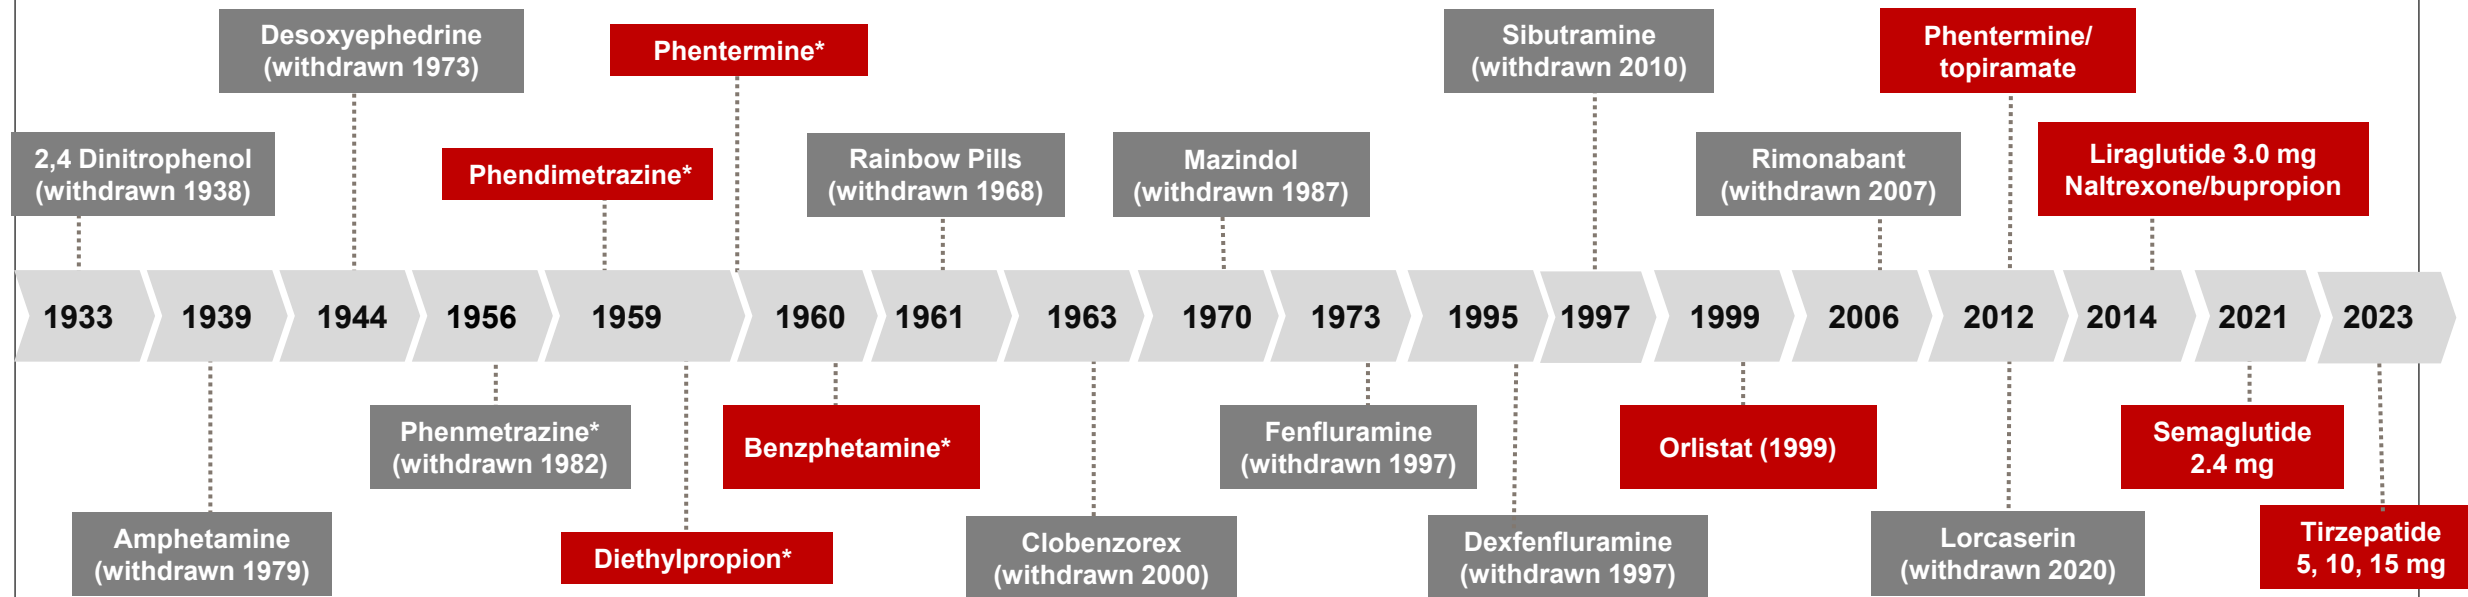 Desoxyephedrine
(withdrawn 1973)
Phentermine*
Sibutramine
(withdrawn 2010)
Phentermine/
topiramate
2,4 Dinitrophenol
(withdrawn 1938)
Phendimetrazine*
Rainbow Pills
(withdrawn 1968)
Mazindol
(withdrawn 1987)
Rimonabant
(withdrawn 2007)
Liraglutide 3.0 mg
Naltrexone/bupropion
1933
1939
1944
1956
1959
1960
1961
1963
1970
1973
1995
1997
1999
2006
2012
2014
2021
2023
Phenmetrazine*
(withdrawn 1982)
Benzphetamine*
Fenfluramine
(withdrawn 1997)
Orlistat (1999)
Semaglutide
2.4 mg
Amphetamine
(withdrawn 1979)
Diethylpropion*
Clobenzorex
(withdrawn 2000)
Dexfenfluramine
(withdrawn 1997)
Lorcaserin
(withdrawn 2020)
Tirzepatide
5, 10, 15 mg